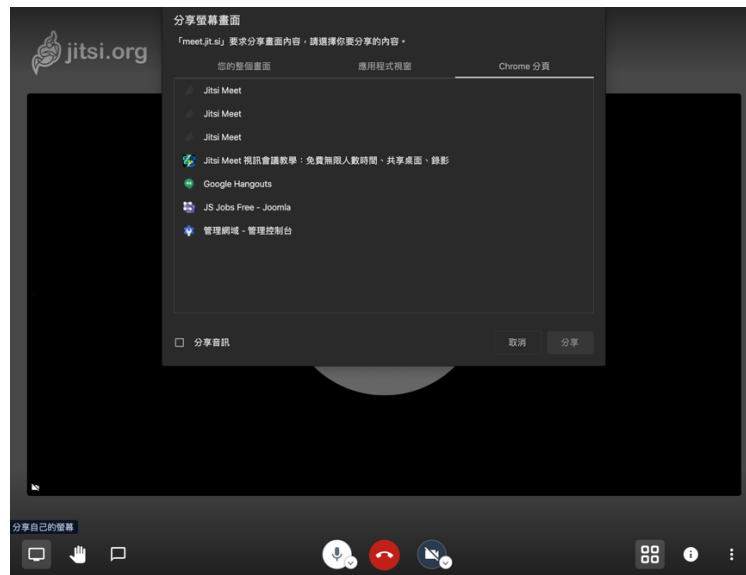 分享螢幕畫面
「meet.jit.si」要求分享畫面內容，請選擇你要分享的內容。
jitsi.org
您的整個畫面 應用程式視窗 Chrome 分頁
Jitsi Meet
Jitsi Meet
Jitsi Meet
Jitsi Meet 視訊會議教學：免費無限人數時間、共享桌面、錄影
Google Hangouts
JS Jobs Free - Joomla
管理網域 - 管理控制台
分享音訊 取消 分享
分享自己的螢幕